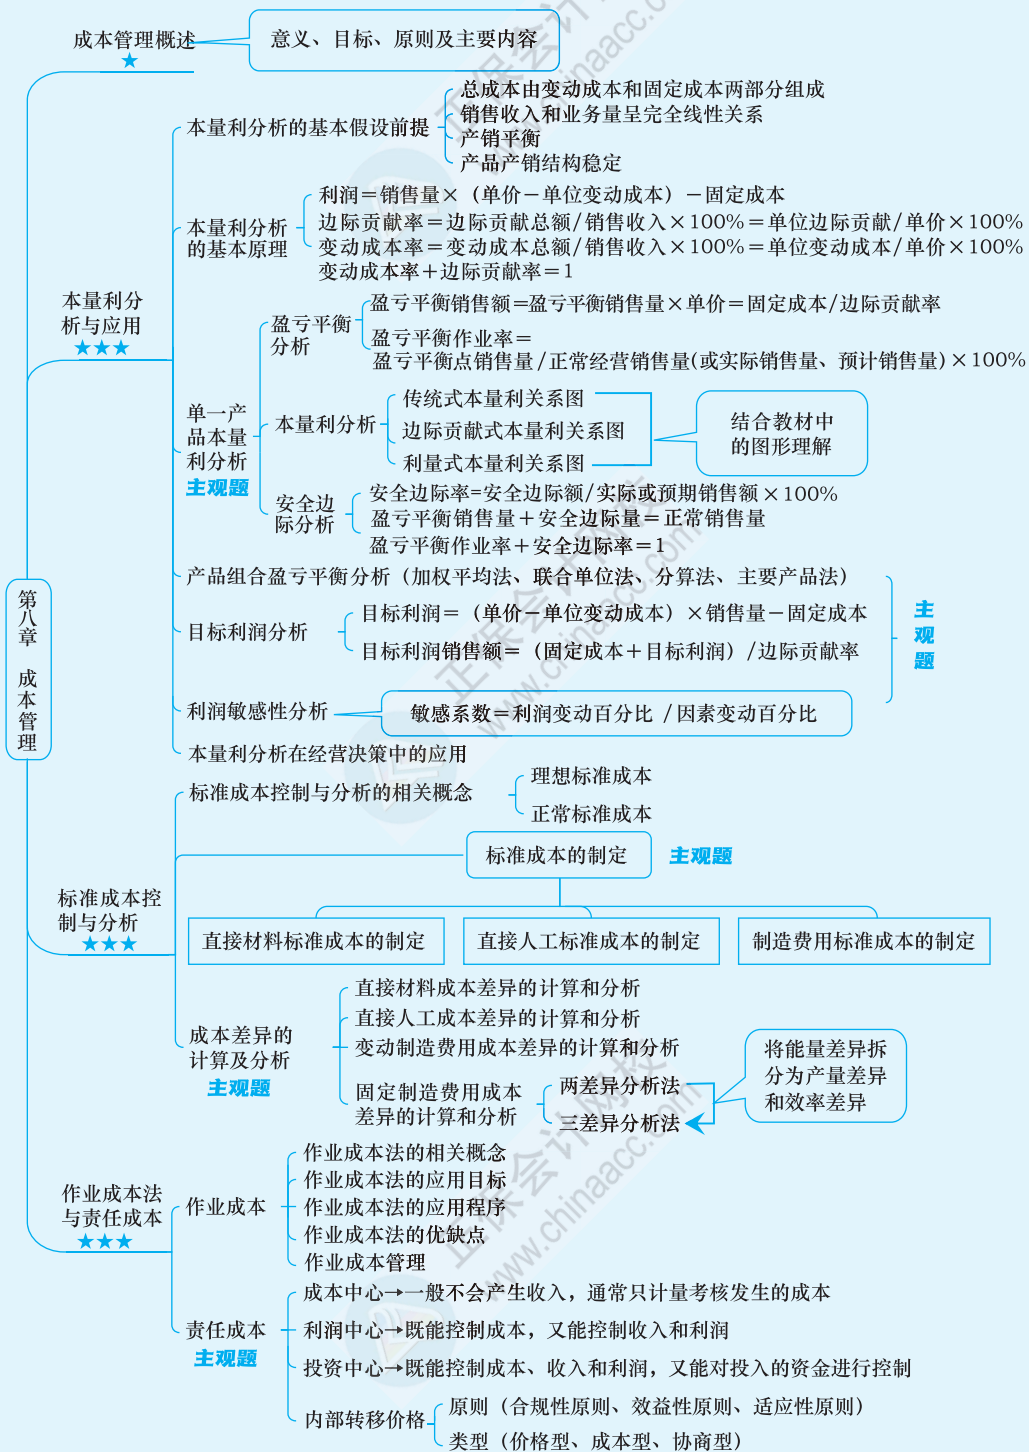 第八章 成本管理
成本管理概述
★
意义、目标、原则及主要内容
本量利分
析与应用
★★★
本量利分析的基本假设前提
总成本由变动成本和固定成本两部分组成
销售收入和业务量呈完全线性关系
产销平衡
产品产销结构稳定
本量利分析
的基本原理
利润＝销售量×（单价－单位变动成本）－固定成本
边际贡献率＝边际贡献总额/销售收入×100%＝单位边际贡献/单价×100%
变动成本率＝变动成本总额/销售收入×100%＝单位变动成本/单价×100%
变动成本率＋边际贡献率＝1
单一产
品本量
利分析
主观题
盈亏平衡
分析
盈亏平衡销售额＝盈亏平衡销售量×单价＝固定成本/边际贡献率
盈亏平衡作业率＝
盈亏平衡点销售量/正常经营销售量(或实际销售量、预计销售量)×100%
本量利分析
传统式本量利关系图
边际贡献式本量利关系图
利量式本量利关系图
结合教材中
的图形理解
安全边
际分析
安全边际率=安全边际额/实际或预期销售额×100%
盈亏平衡销售量＋安全边际量＝正常销售量
盈亏平衡作业率＋安全边际率＝1
产品组合盈亏平衡分析（加权平均法、联合单位法、分算法、主要产品法）
目标利润分析
目标利润＝（单价－单位变动成本）×销售量－固定成本
目标利润销售额＝（固定成本＋目标利润）/边际贡献率
主
观
题
利润敏感性分析
敏感系数＝利润变动百分比 /因素变动百分比
本量利分析在经营决策中的应用
标准成本控
制与分析
★★★
标准成本控制与分析的相关概念
理想标准成本
正常标准成本
标准成本的制定
主观题
直接材料标准成本的制定
直接人工标准成本的制定
制造费用标准成本的制定
成本差异的
计算及分析
主观题
直接材料成本差异的计算和分析
直接人工成本差异的计算和分析
变动制造费用成本差异的计算和分析
固定制造费用成本
差异的计算和分析
两差异分析法
三差异分析法
将能量差异拆
分为产量差异
和效率差异
作业成本法
与责任成本
★★★
作业成本
作业成本法的相关概念
作业成本法的应用目标
作业成本法的应用程序
作业成本法的优缺点
作业成本管理
责任成本
主观题
成本中心→一般不会产生收入，通常只计量考核发生的成本
利润中心→既能控制成本，又能控制收入和利润
投资中心→既能控制成本、收入和利润，又能对投入的资金进行控制
内部转移价格
原则（合规性原则、效益性原则、适应性原则）
类型（价格型、成本型、协商型）
正保会计网校
www.chinaacc.com
正保会计网校
www.chinaacc.com
正保会计网校
www.chinaacc.com